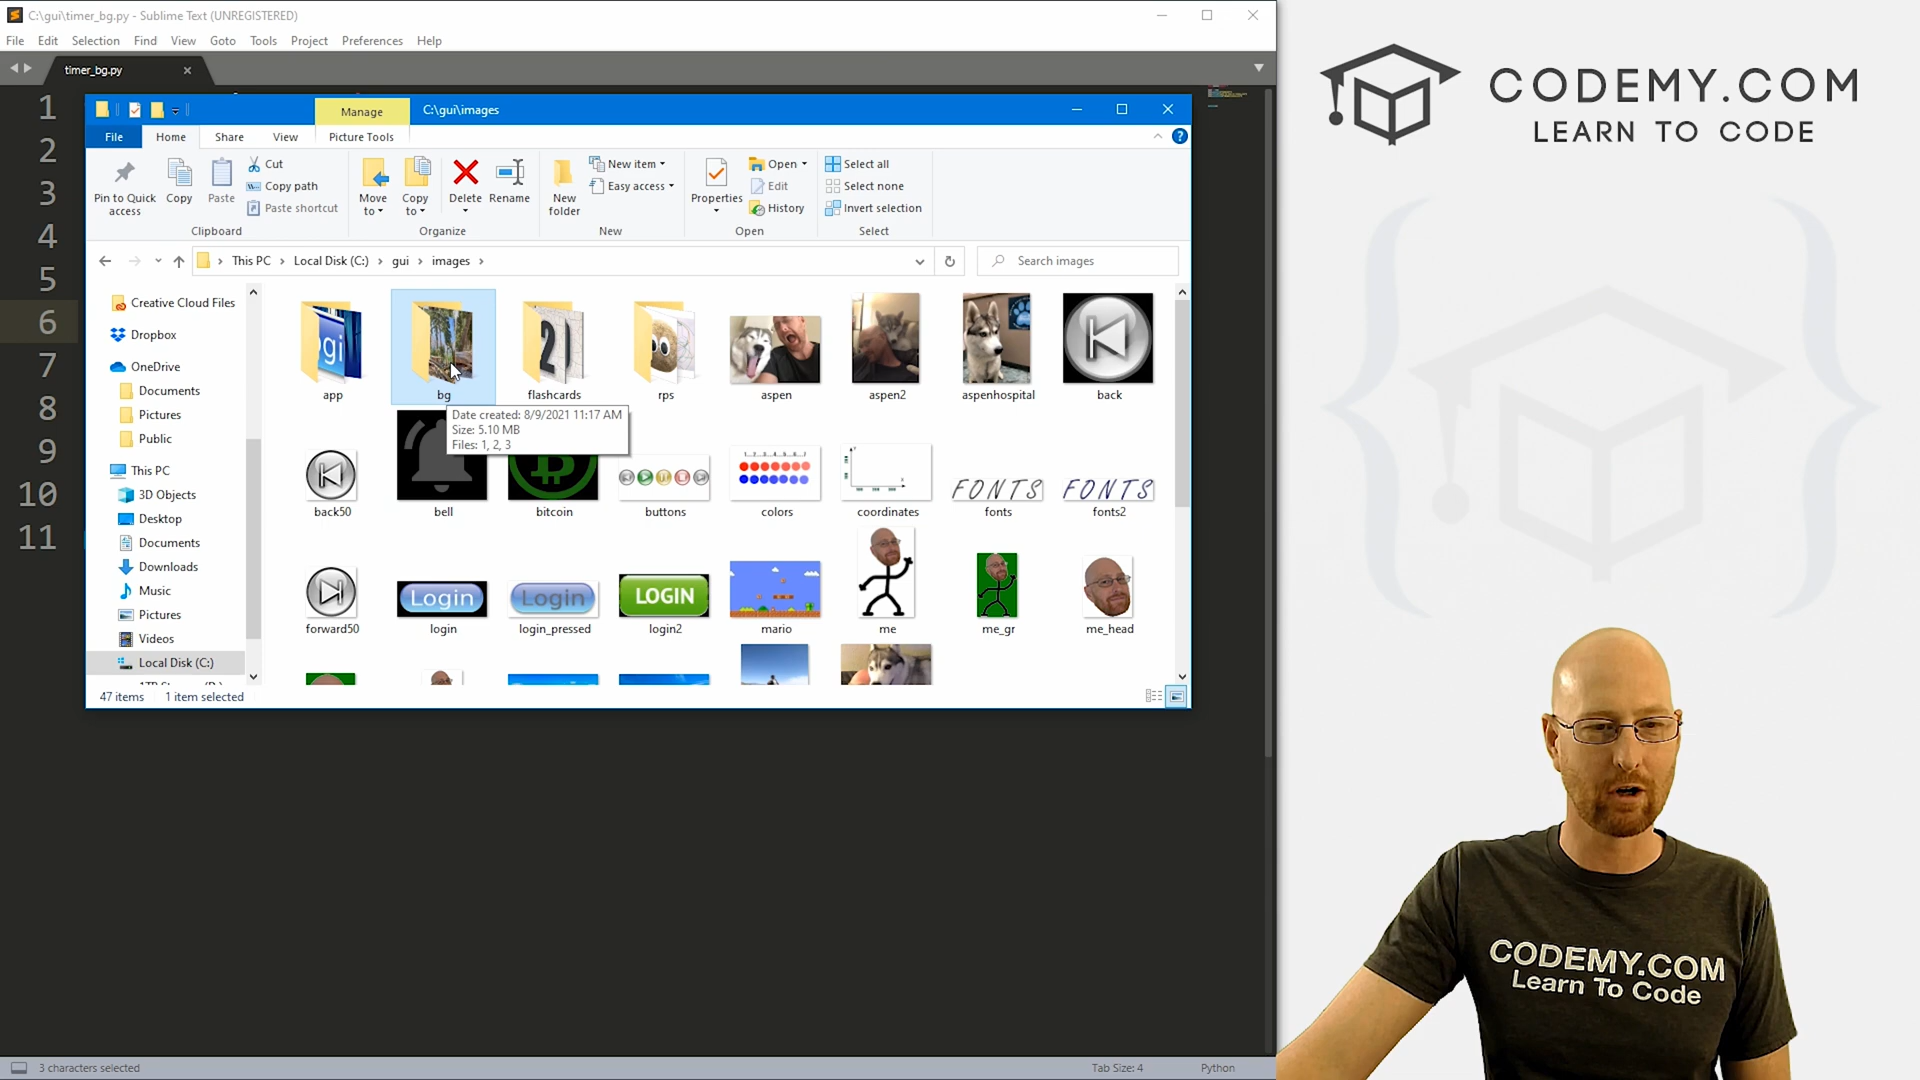 C:\gui\timer_bg.py - Sublime Text (UNREGISTERED)
File Edit Selection Find View Goto Tools Project Preferences Help
timer_bg.py
1
2
3
4
5
6
7
8
9
10
11
Manage
C:\gui\images
File Home Share View Picture Tools
Pin to Quick access
Copy
Paste
Cut
Copy path
Paste shortcut
Clipboard
Move to
Copy to
Delete
Rename
Organize
New folder
New item
Easy access
New
Properties
Open
Edit
History
Open
Select all
Select none
Invert selection
Select
This PC > Local Disk (C:) > gui > images >
Search images
Creative Cloud Files
Dropbox
OneDrive
Documents
Pictures
Public
This PC
3D Objects
Desktop
Documents
Downloads
Music
Pictures
Videos
Local Disk (C:)
app bg flashcards rps aspen aspen2 aspenhospital back
Date created: 8/9/2021 11:17 AM
Size: 5.10 MB
Files: 1, 2, 3
FONTS FONTS
back50 bell bitcoin buttons colors coordinates fonts fonts2
Login Login LOGIN
forward50 login login_pressed login2 mario me me_gr me_head
47 items 1 item selected
3 characters selected
Tab Size: 4
Python
CODEMY.COM
LEARN TO CODE
CODEMY.COM
Learn To Code